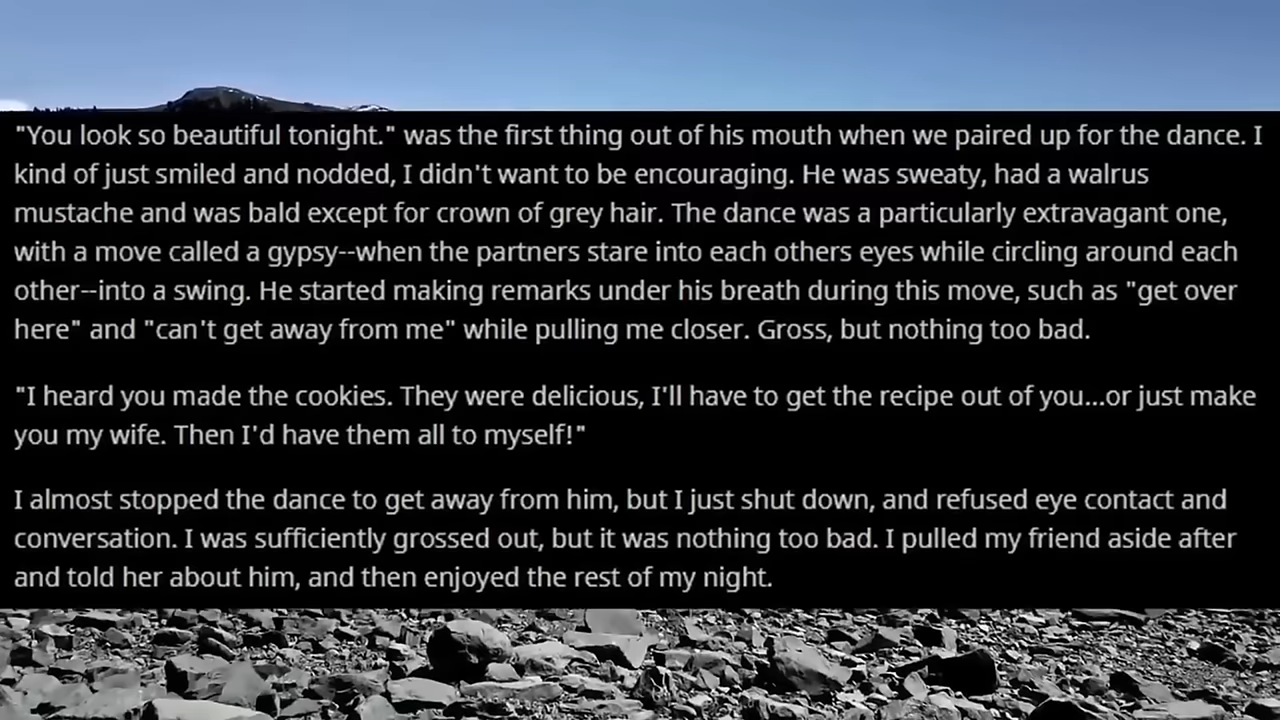 "You look so beautiful tonight." was the first thing out of his mouth when we paired up for the dance. I
kind of just smiled and nodded, I didn't want to be encouraging. He was sweaty, had a walrus
mustache and was bald except for crown of grey hair. The dance was a particularly extravagant one,
with a move called a gypsy--when the partners stare into each others eyes while circling around each
other--into a swing. He started making remarks under his breath during this move, such as "get over
here" and "can't get away from me" while pulling me closer. Gross, but nothing too bad.
"I heard you made the cookies. They were delicious, I'll have to get the recipe out of you...or just make
you my wife. Then I'd have them all to myself!"
I almost stopped the dance to get away from him, but I just shut down, and refused eye contact and
conversation. I was sufficiently grossed out, but it was nothing too bad. I pulled my friend aside after
and told her about him, and then enjoyed the rest of my night.